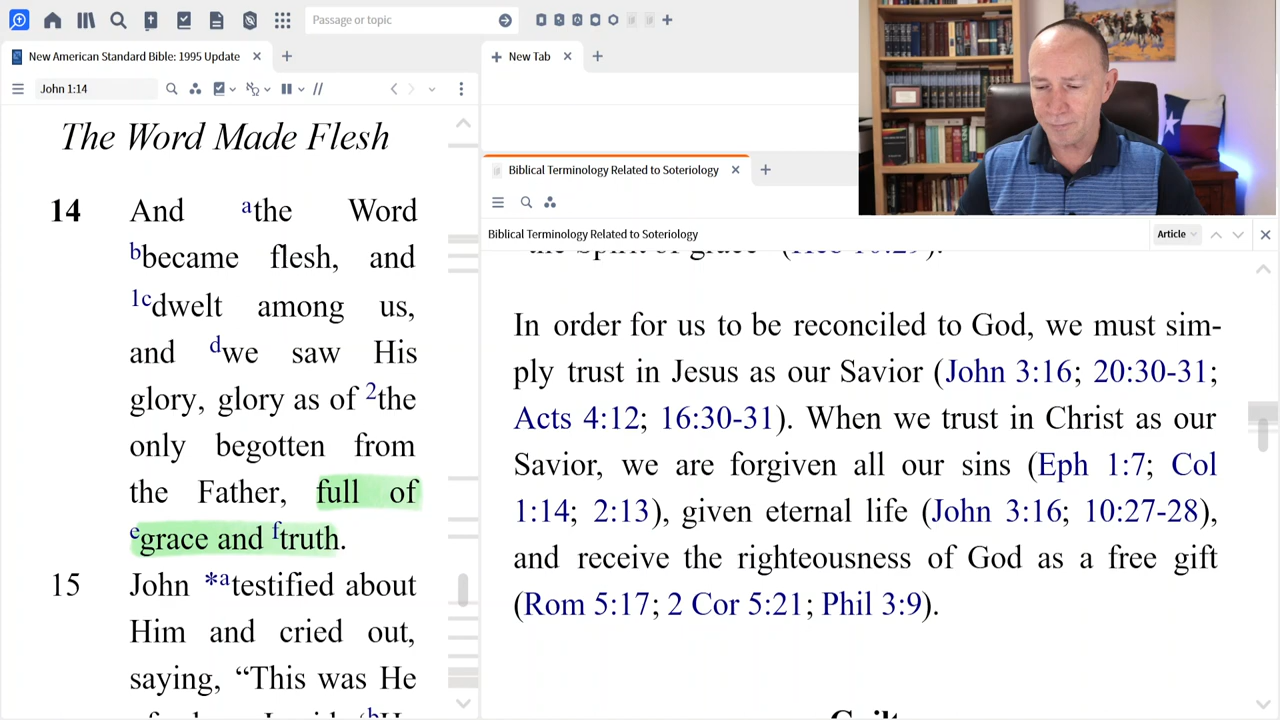 Passage or topic
New American Standard Bible: 1995 Update
New Tab
John 1:14
The Word Made Flesh
14 And ᵃthe Word
ᵇbecame flesh, and
¹ᶜdwelt among us,
and ᵈwe saw His
glory, glory as of ²the
only begotten from
the Father, full of
ᵉgrace and ᶠtruth.
15 John *ᵃtestified about
Him and cried out,
saying, “This was He
Biblical Terminology Related to Soteriology
Biblical Terminology Related to Soteriology
Article
the Spirit of grace” (Heb 10:29).
In order for us to be reconciled to God, we must sim-
ply trust in Jesus as our Savior (John 3:16; 20:30-31;
Acts 4:12; 16:30-31). When we trust in Christ as our
Savior, we are forgiven all our sins (Eph 1:7; Col
1:14; 2:13), given eternal life (John 3:16; 10:27-28),
and receive the righteousness of God as a free gift
(Rom 5:17; 2 Cor 5:21; Phil 3:9).